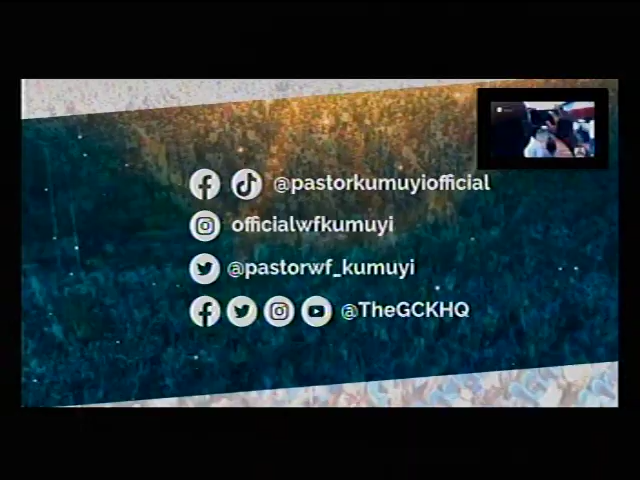 @pastorkumuyiofficial
officialwfkumuyi
@pastorwf_kumuyi
@TheGCKHQ